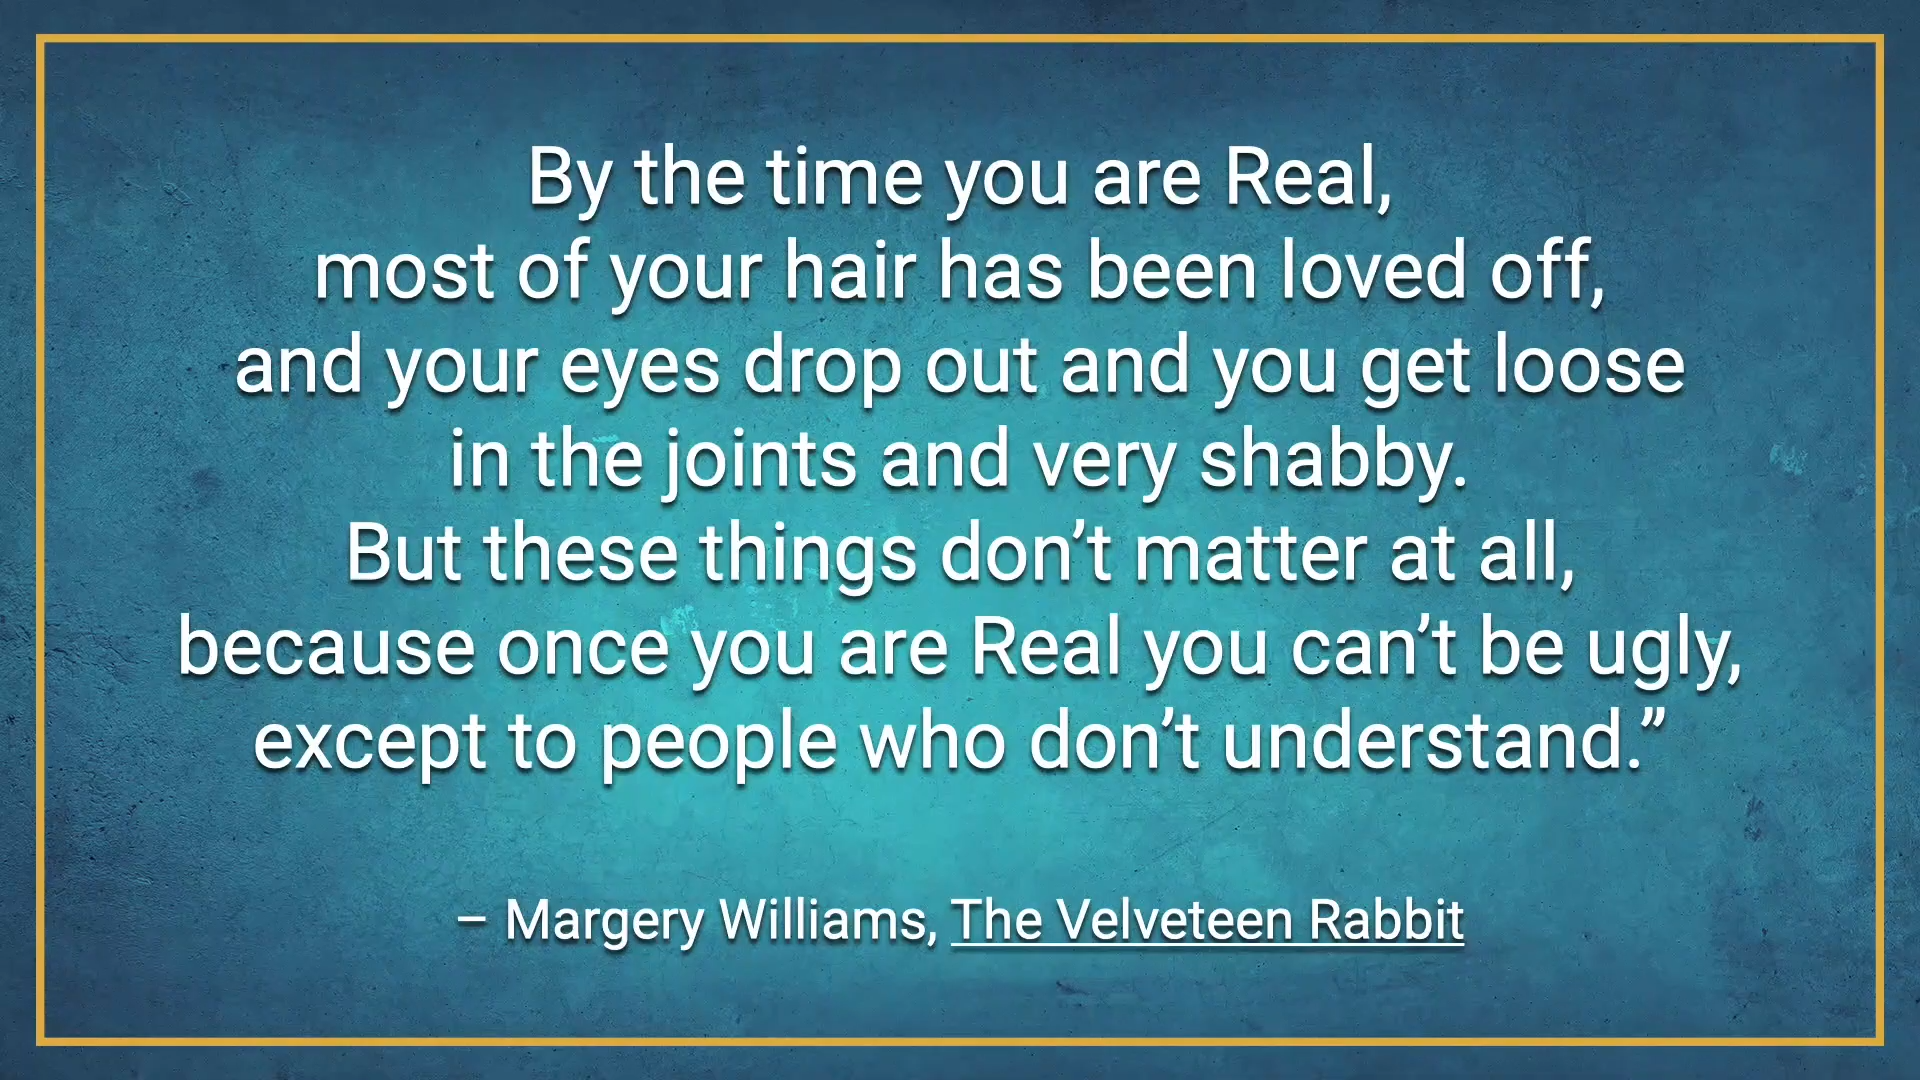 By the time you are Real,
most of your hair has been loved off,
and your eyes drop out and you get loose
in the joints and very shabby.
But these things don’t matter at all,
because once you are Real you can’t be ugly,
except to people who don’t understand.”
– Margery Williams, The Velveteen Rabbit